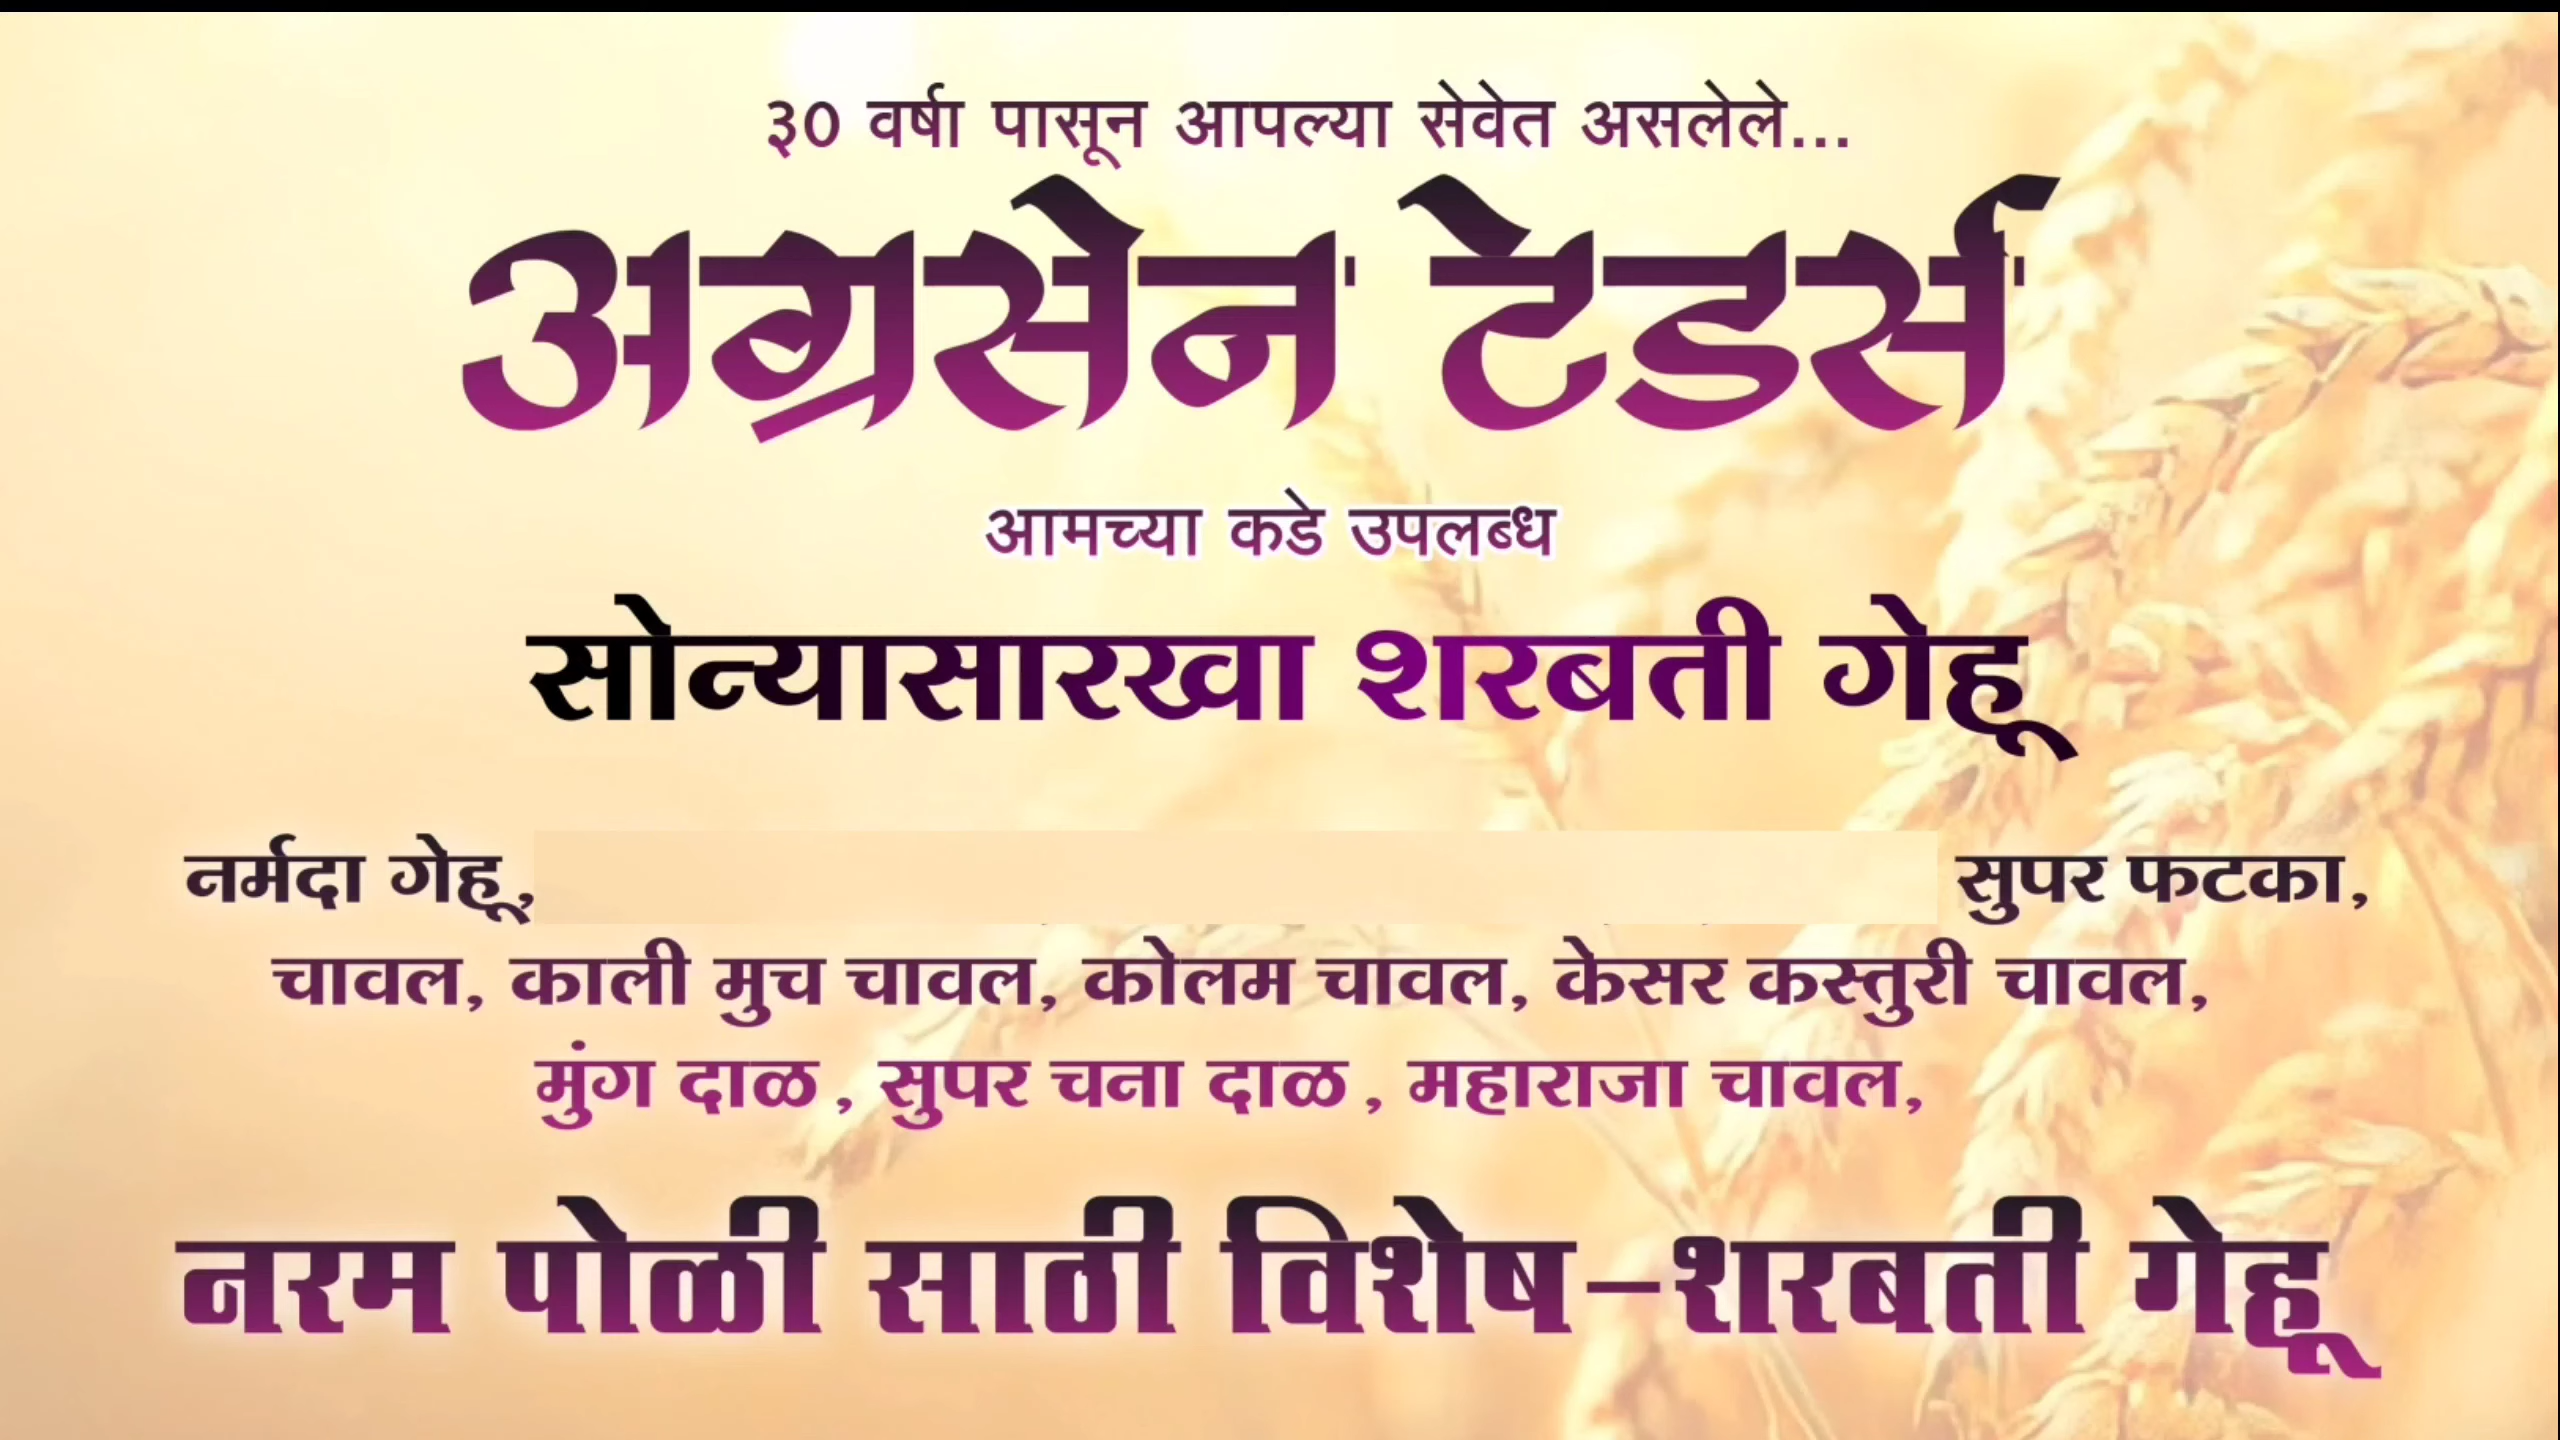 ३० वर्षा पासून आपल्या सेवेत असलेले...
अग्रसेन टेडर्स
आमच्या कडे उपलब्ध
सोन्यासारखा शरबती गेहू
नर्मदा गेहू, सुपर फटका,
चावल, काली मुच चावल, कोलम चावल, केसर कस्तुरी चावल,
मुंग दाळ, सुपर चना दाळ, महाराजा चावल,
नरम पोळी साठी विशेष-शरबती गेहू